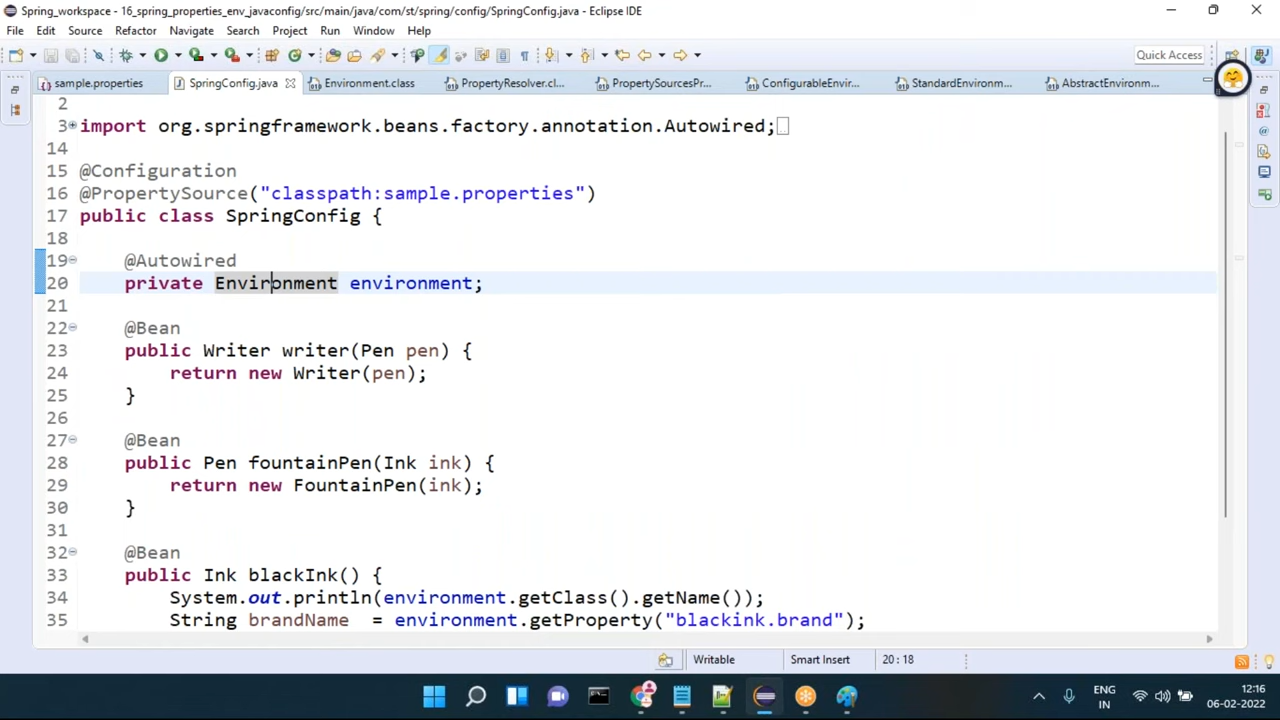 Spring_workspace - 16_spring_properties_env_javaconfig/src/main/java/com/st/spring/config/SpringConfig.java - Eclipse IDE
File Edit Source Refactor Navigate Search Project Run Window Help
Quick Access
sample.properties SpringConfig.java Environment.class PropertyResolver.cl... PropertySourcesPr... ConfigurableEnvir... StandardEnvironm... AbstractEnvironm...
2
3 import org.springframework.beans.factory.annotation.Autowired;
14
15 @Configuration
16 @PropertySource("classpath:sample.properties")
17 public class SpringConfig {
18
19 @Autowired
20 private Environment environment;
21
22 @Bean
23 public Writer writer(Pen pen) {
24 return new Writer(pen);
25 }
26
27 @Bean
28 public Pen fountainPen(Ink ink) {
29 return new FountainPen(ink);
30 }
31
32 @Bean
33 public Ink blackInk() {
34 System.out.println(environment.getClass().getName());
35 String brandName = environment.getProperty("blackink.brand");
Writable Smart Insert 20 : 18
ENG 12:16
IN 06-02-2022